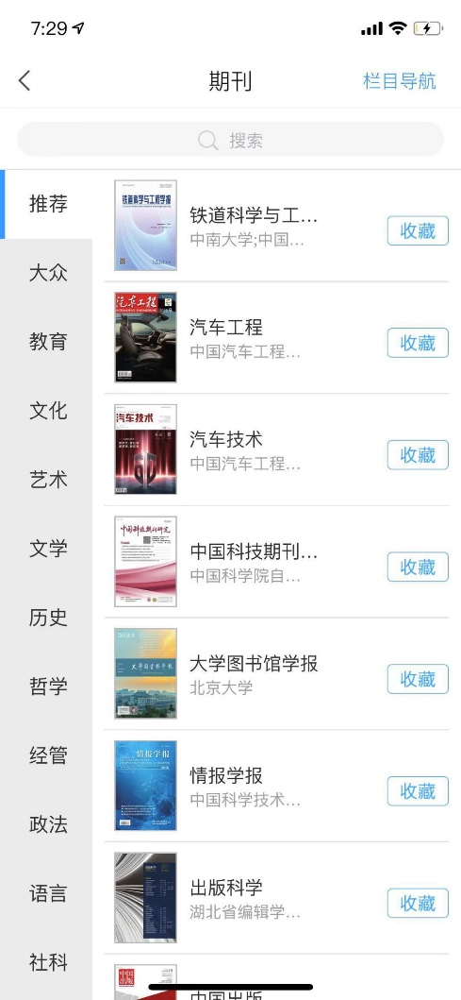 7:29
期刊
栏目导航
搜索
推荐
大众
教育
文化
艺术
文学
历史
哲学
经管
政法
语言
社科
铁道科学与工程学报
铁道科学与工...
中南大学;中国...
收藏
汽车工程
汽车工程
中国汽车工程...
收藏
汽车技术
汽车技术
中国汽车工程...
收藏
中国科技期刊研究
中国科技期刊...
中国科学院自...
收藏
大学图书馆学报
大学图书馆学报
北京大学
收藏
情报学报
情报学报
中国科学技术...
收藏
出版科学
湖北省编辑学...
收藏
中国出版